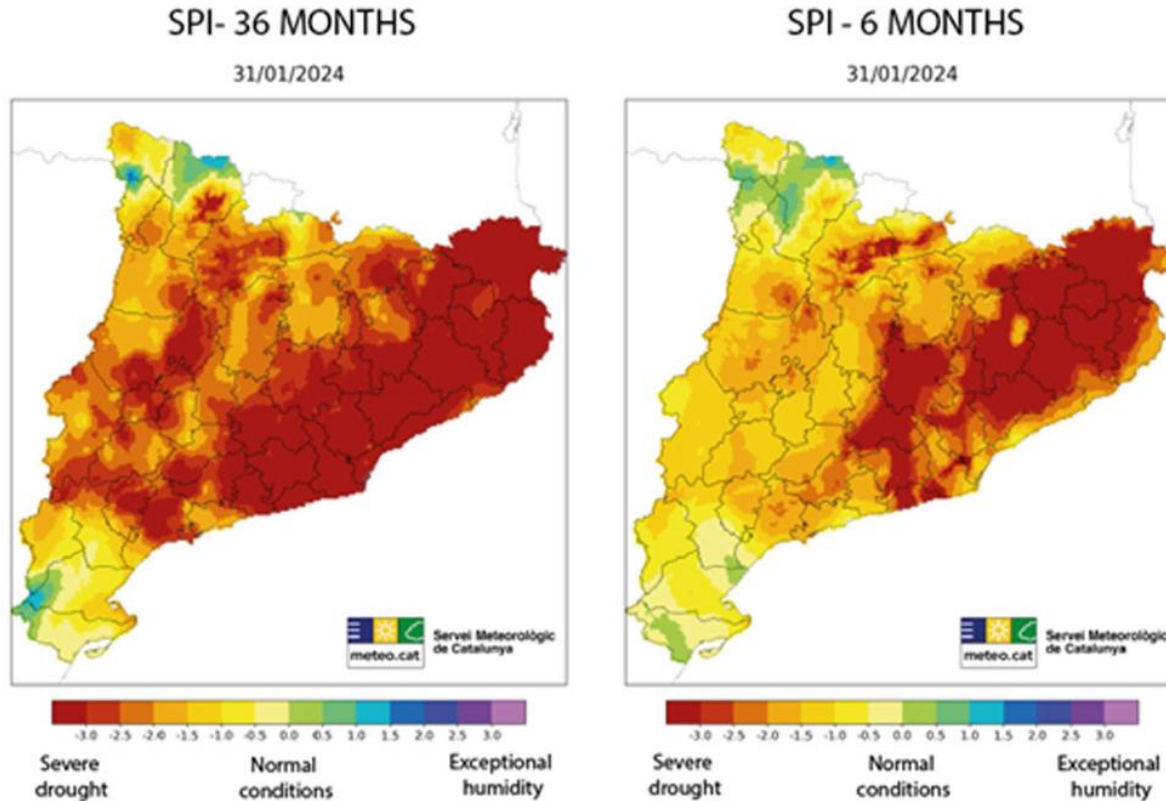 SPI- 36 MONTHS
31/01/2024
Servei Meteorològic
de Catalunya
meteo.cat
-3.0 -2.5 -2.0 -1.5 -1.0 -0.5 0.0 0.5 1.0 1.5 2.0 2.5 3.0
Severe drought
Normal conditions
Exceptional humidity
SPI - 6 MONTHS
31/01/2024
Servei Meteorològic
de Catalunya
meteo.cat
-3.0 -2.5 -2.0 -1.5 -1.0 -0.5 0.0 0.5 1.0 1.5 2.0 2.5 3.0
Severe drought
Normal conditions
Exceptional humidity